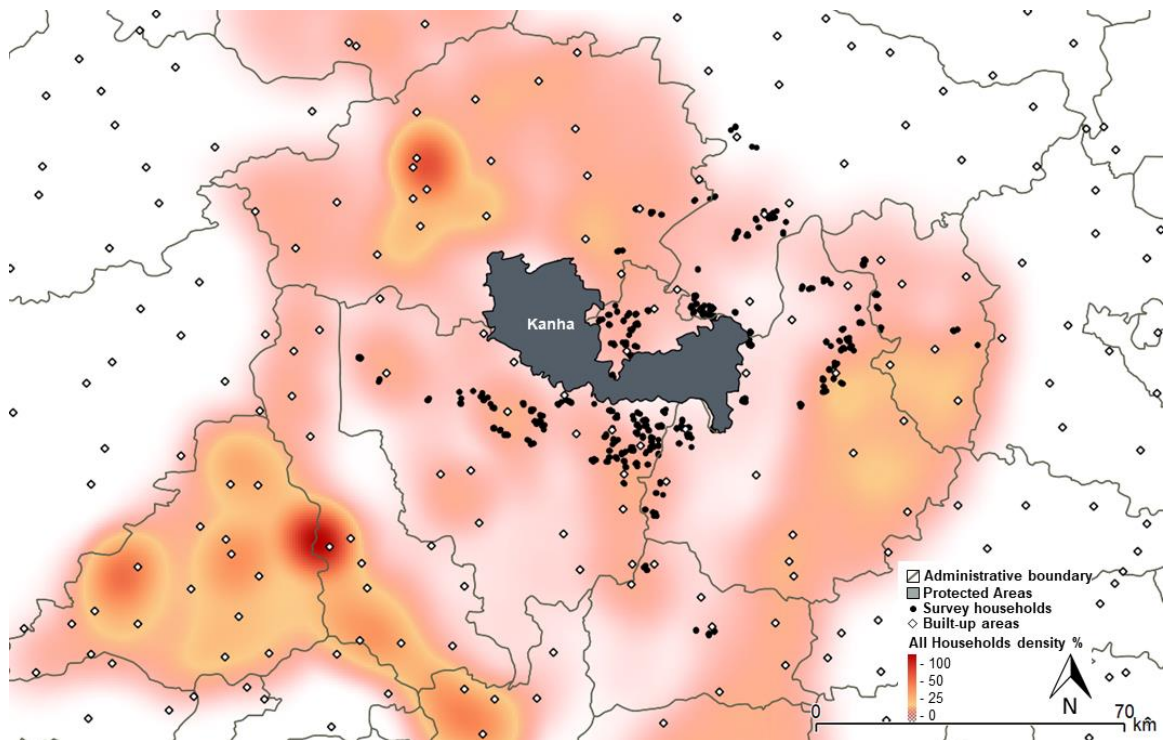 Kanha
Administrative boundary
Protected Areas
Survey households
Built-up areas
All Households density %
- 100
- 50
- 25
- 0
N
0 70
km